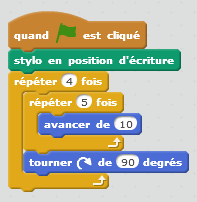 quand est cliqué
stylo en position d'écriture
répéter 4 fois
répéter 5 fois
avancer de 10
tourner de 90 degrés